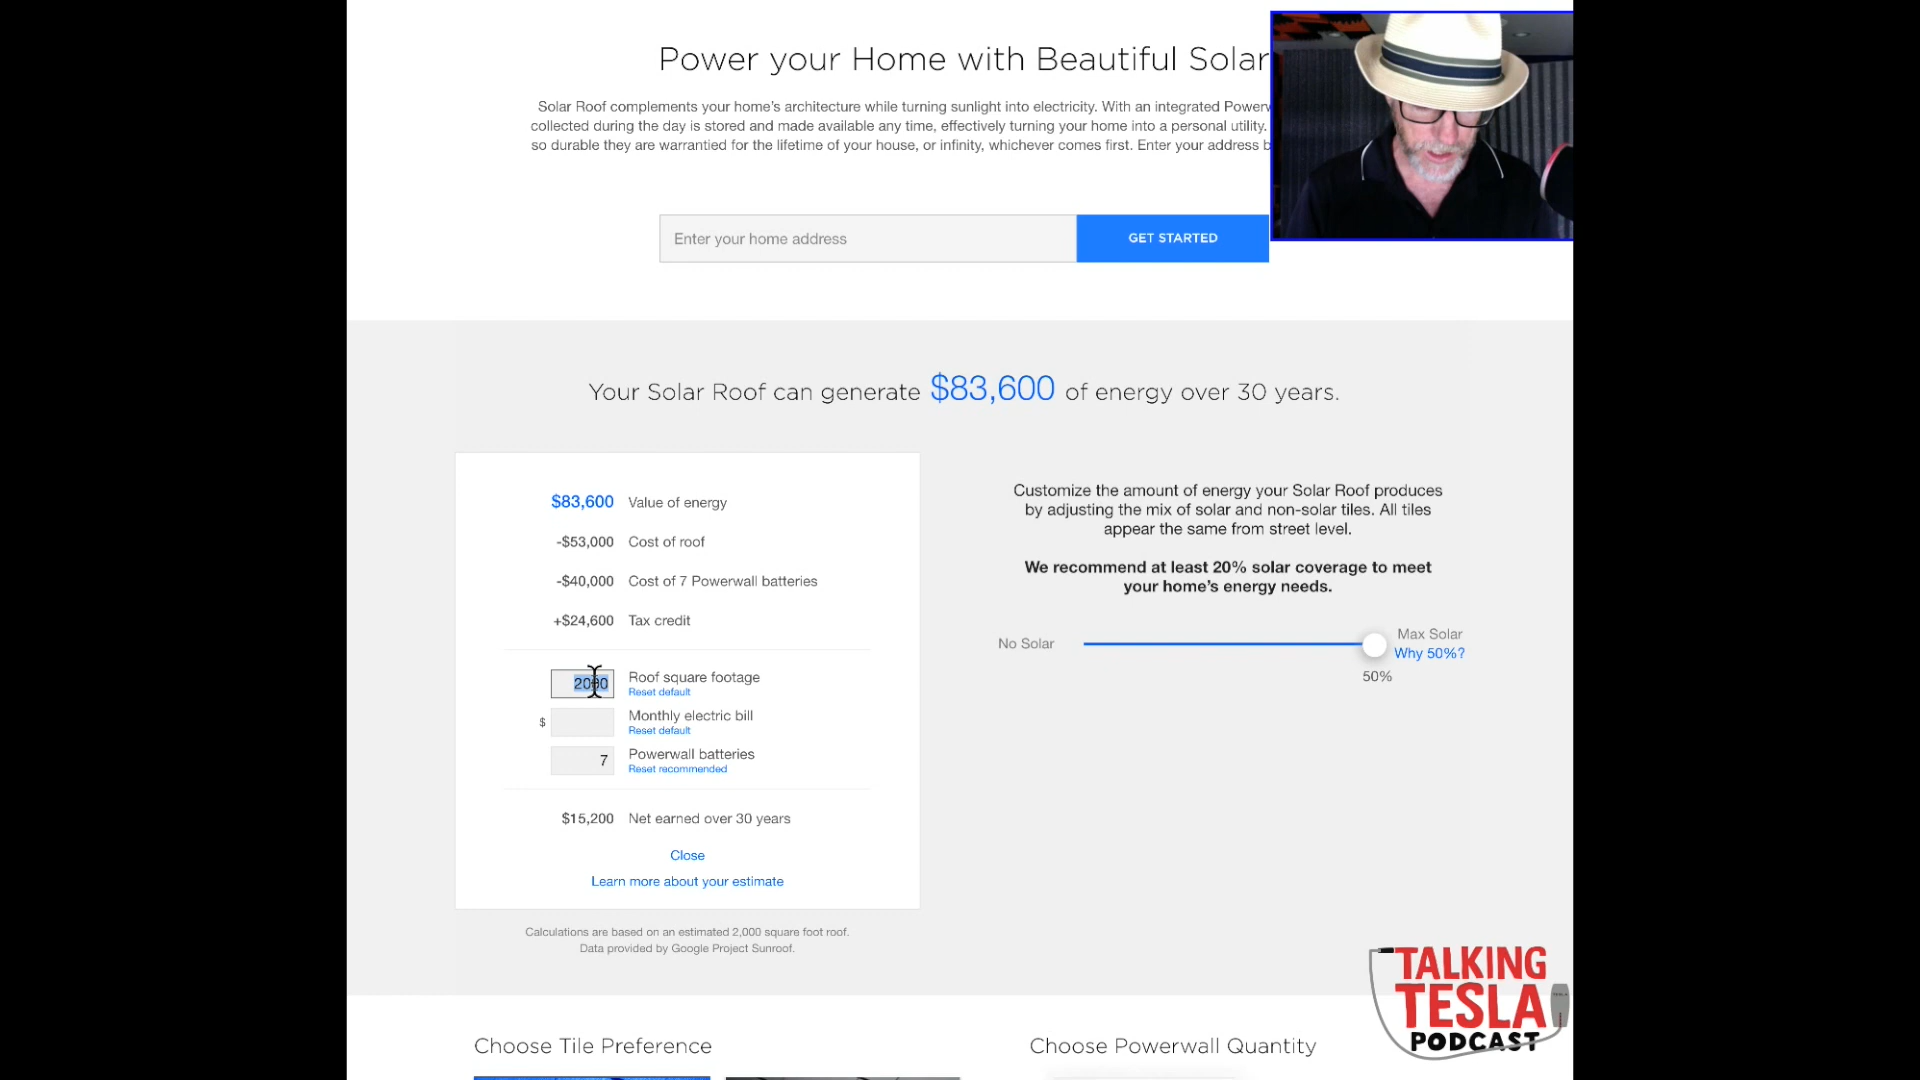 Power your Home with Beautiful Solar
Solar Roof complements your home's architecture while turning sunlight into electricity. With an integrated
collected during the day is stored and made available any time, effectively turning your home into a personal utility.
so durable they are warrantied for the lifetime of your house, or infinity, whichever comes first. Enter your address
Enter your home address
GET STARTED
Your Solar Roof can generate $83,600 of energy over 30 years.
$83,600 Value of energy
-$53,000 Cost of roof
-$40,000 Cost of 7 Powerwall batteries
+$24,600 Tax credit
2000 Roof square footage
Reset default
$ Monthly electric bill
Reset default
7 Powerwall batteries
Reset recommended
$15,200 Net earned over 30 years
Close
Learn more about your estimate
Calculations are based on an estimated 2,000 square foot roof.
Data provided by Google Project Sunroof.
Customize the amount of energy your Solar Roof produces
by adjusting the mix of solar and non-solar tiles. All tiles
appear the same from street level.
We recommend at least 20% solar coverage to meet
your home's energy needs.
No Solar
Max Solar
Why 50%?
50%
Choose Tile Preference
Choose Powerwall Quantity
TALKING
TESLA
PODCAST